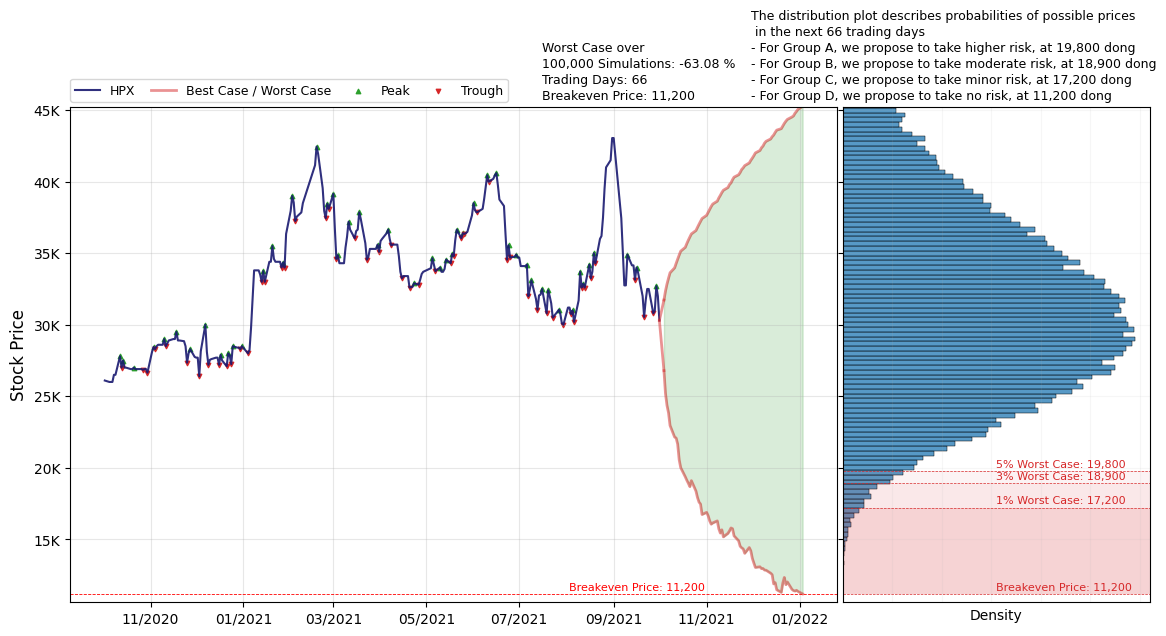 The distribution plot describes probabilities of possible prices
in the next 66 trading days
- For Group A, we propose to take higher risk, at 19,800 dong
- For Group B, we propose to take moderate risk, at 18,900 dong
- For Group C, we propose to take minor risk, at 17,200 dong
- For Group D, we propose to take no risk, at 11,200 dong
Worst Case over
100,000 Simulations: -63.08 %
Trading Days: 66
Breakeven Price: 11,200
HPX
Best Case / Worst Case
Peak
Trough
Stock Price
45K
40K
35K
30K
25K
20K
15K
Breakeven Price: 11,200
11/2020
01/2021
03/2021
05/2021
07/2021
09/2021
11/2021
01/2022
5% Worst Case: 19,800
3% Worst Case: 18,900
1% Worst Case: 17,200
Breakeven Price: 11,200
Density